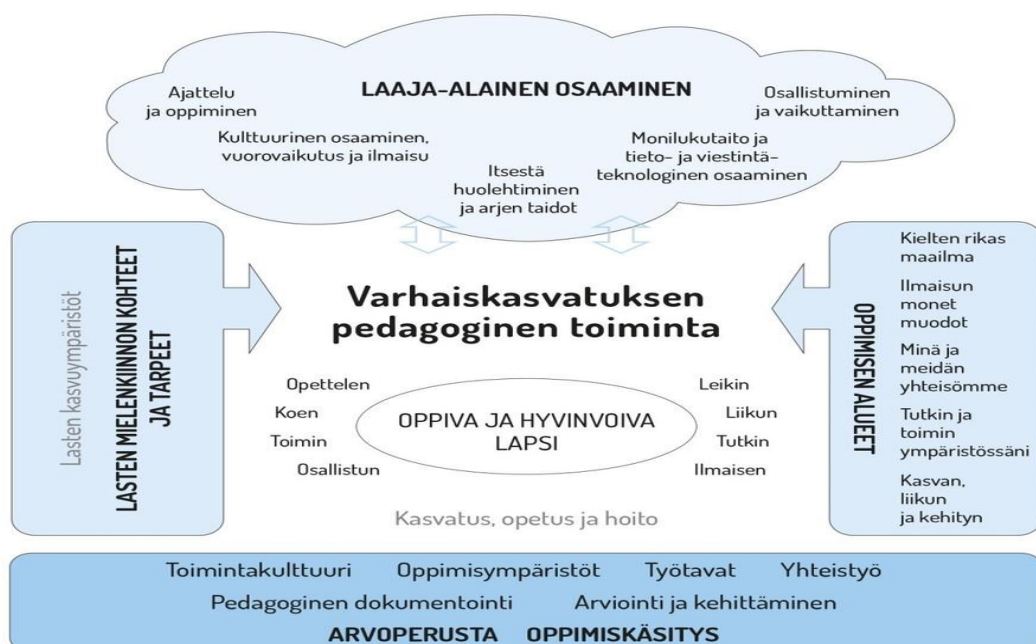 LAAJA-ALAINEN OSAAMINEN
Ajattelu
ja oppiminen
Kulttuurinen osaaminen,
vuorovaikutus ja ilmaisu
Itsestä
huolehtiminen
ja arjen taidot
Monilukutaito ja
tieto- ja viestintä-
teknologinen osaaminen
Osallistuminen
ja vaikuttaminen
Lasten kasvuympäristöt
LASTEN MIELENKIINNON KOHTEET
JA TARPEET
Varhaiskasvatuksen
pedagoginen toiminta
Opettelen
Koen
Toimin
Osallistun
OPPIVA JA HYVINVOIVA
LAPSI
Leikin
Liikun
Tutkin
Ilmaisen
Kasvatus, opetus ja hoito
OPPIMISEN ALUEET
Kielten rikas
maailma
Ilmaisun
monet
muodot
Minä ja
meidän
yhteisömme
Tutkin ja
toimin
ympäristössäni
Kasvan,
liikun
ja kehityn
Toimintakulttuuri Oppimisympäristöt Työtavat Yhteistyö
Pedagoginen dokumentointi Arviointi ja kehittäminen
ARVOPERUSTA OPPIMISKÄSITYS